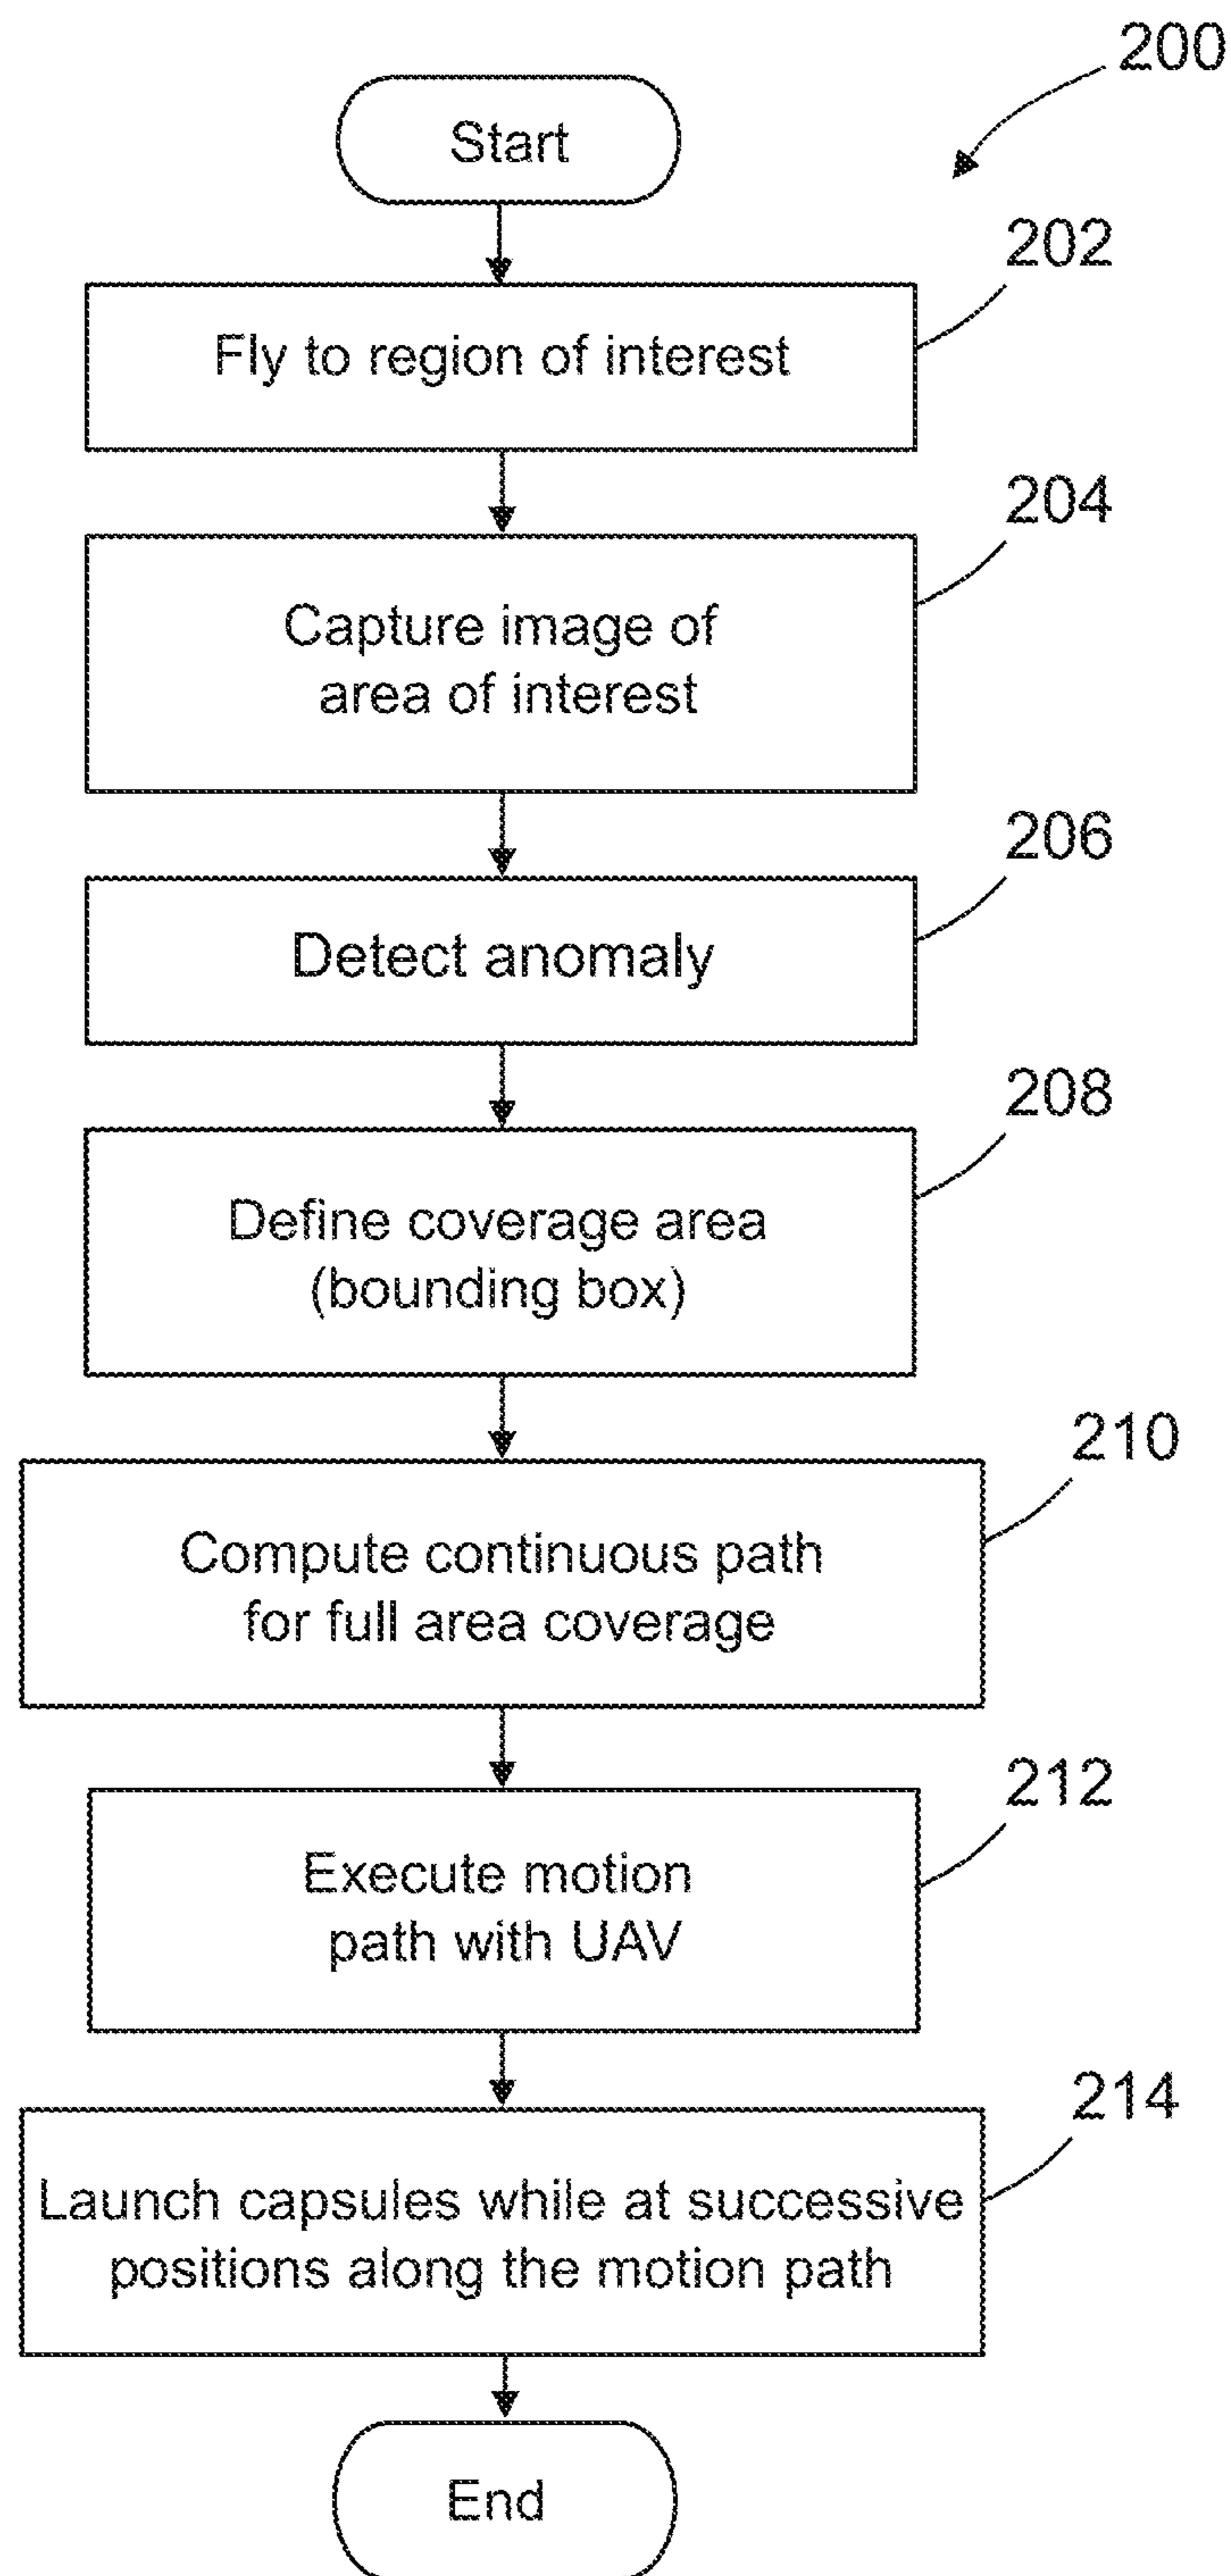 200
Start
202
Fly to region of interest
204
Capture image of
area of interest
206
Detect anomaly
208
Define coverage area
(bounding box)
210
Compute continuous path
for full area coverage
212
Execute motion
path with UAV
214
Launch capsules while at successive
positions along the motion path
End